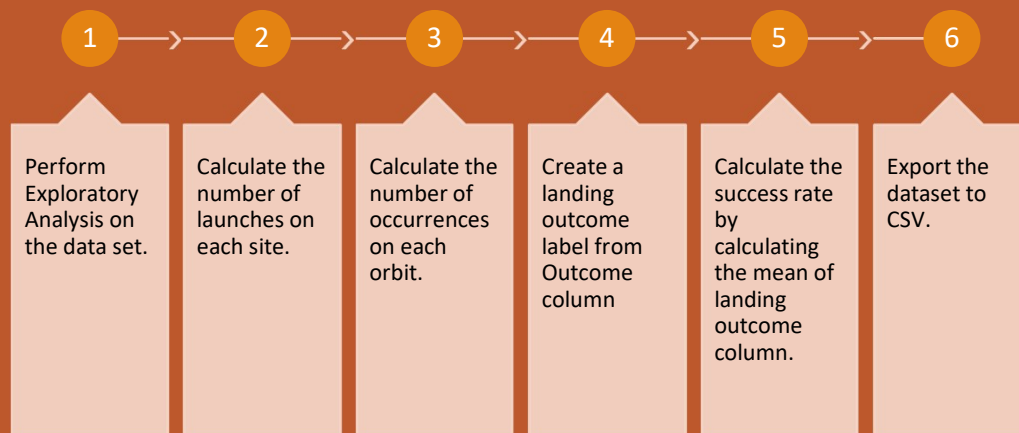 1
2
3
4
5
6
Perform
Exploratory
Analysis on
the data set.
Calculate the
number of
launches on
each site.
Calculate the
number of
occurrences
on each
orbit.
Create a
landing
outcome
label from
Outcome
column
Calculate the
success rate
by
calculating
the mean of
landing
outcome
column.
Export the
dataset to
CSV.